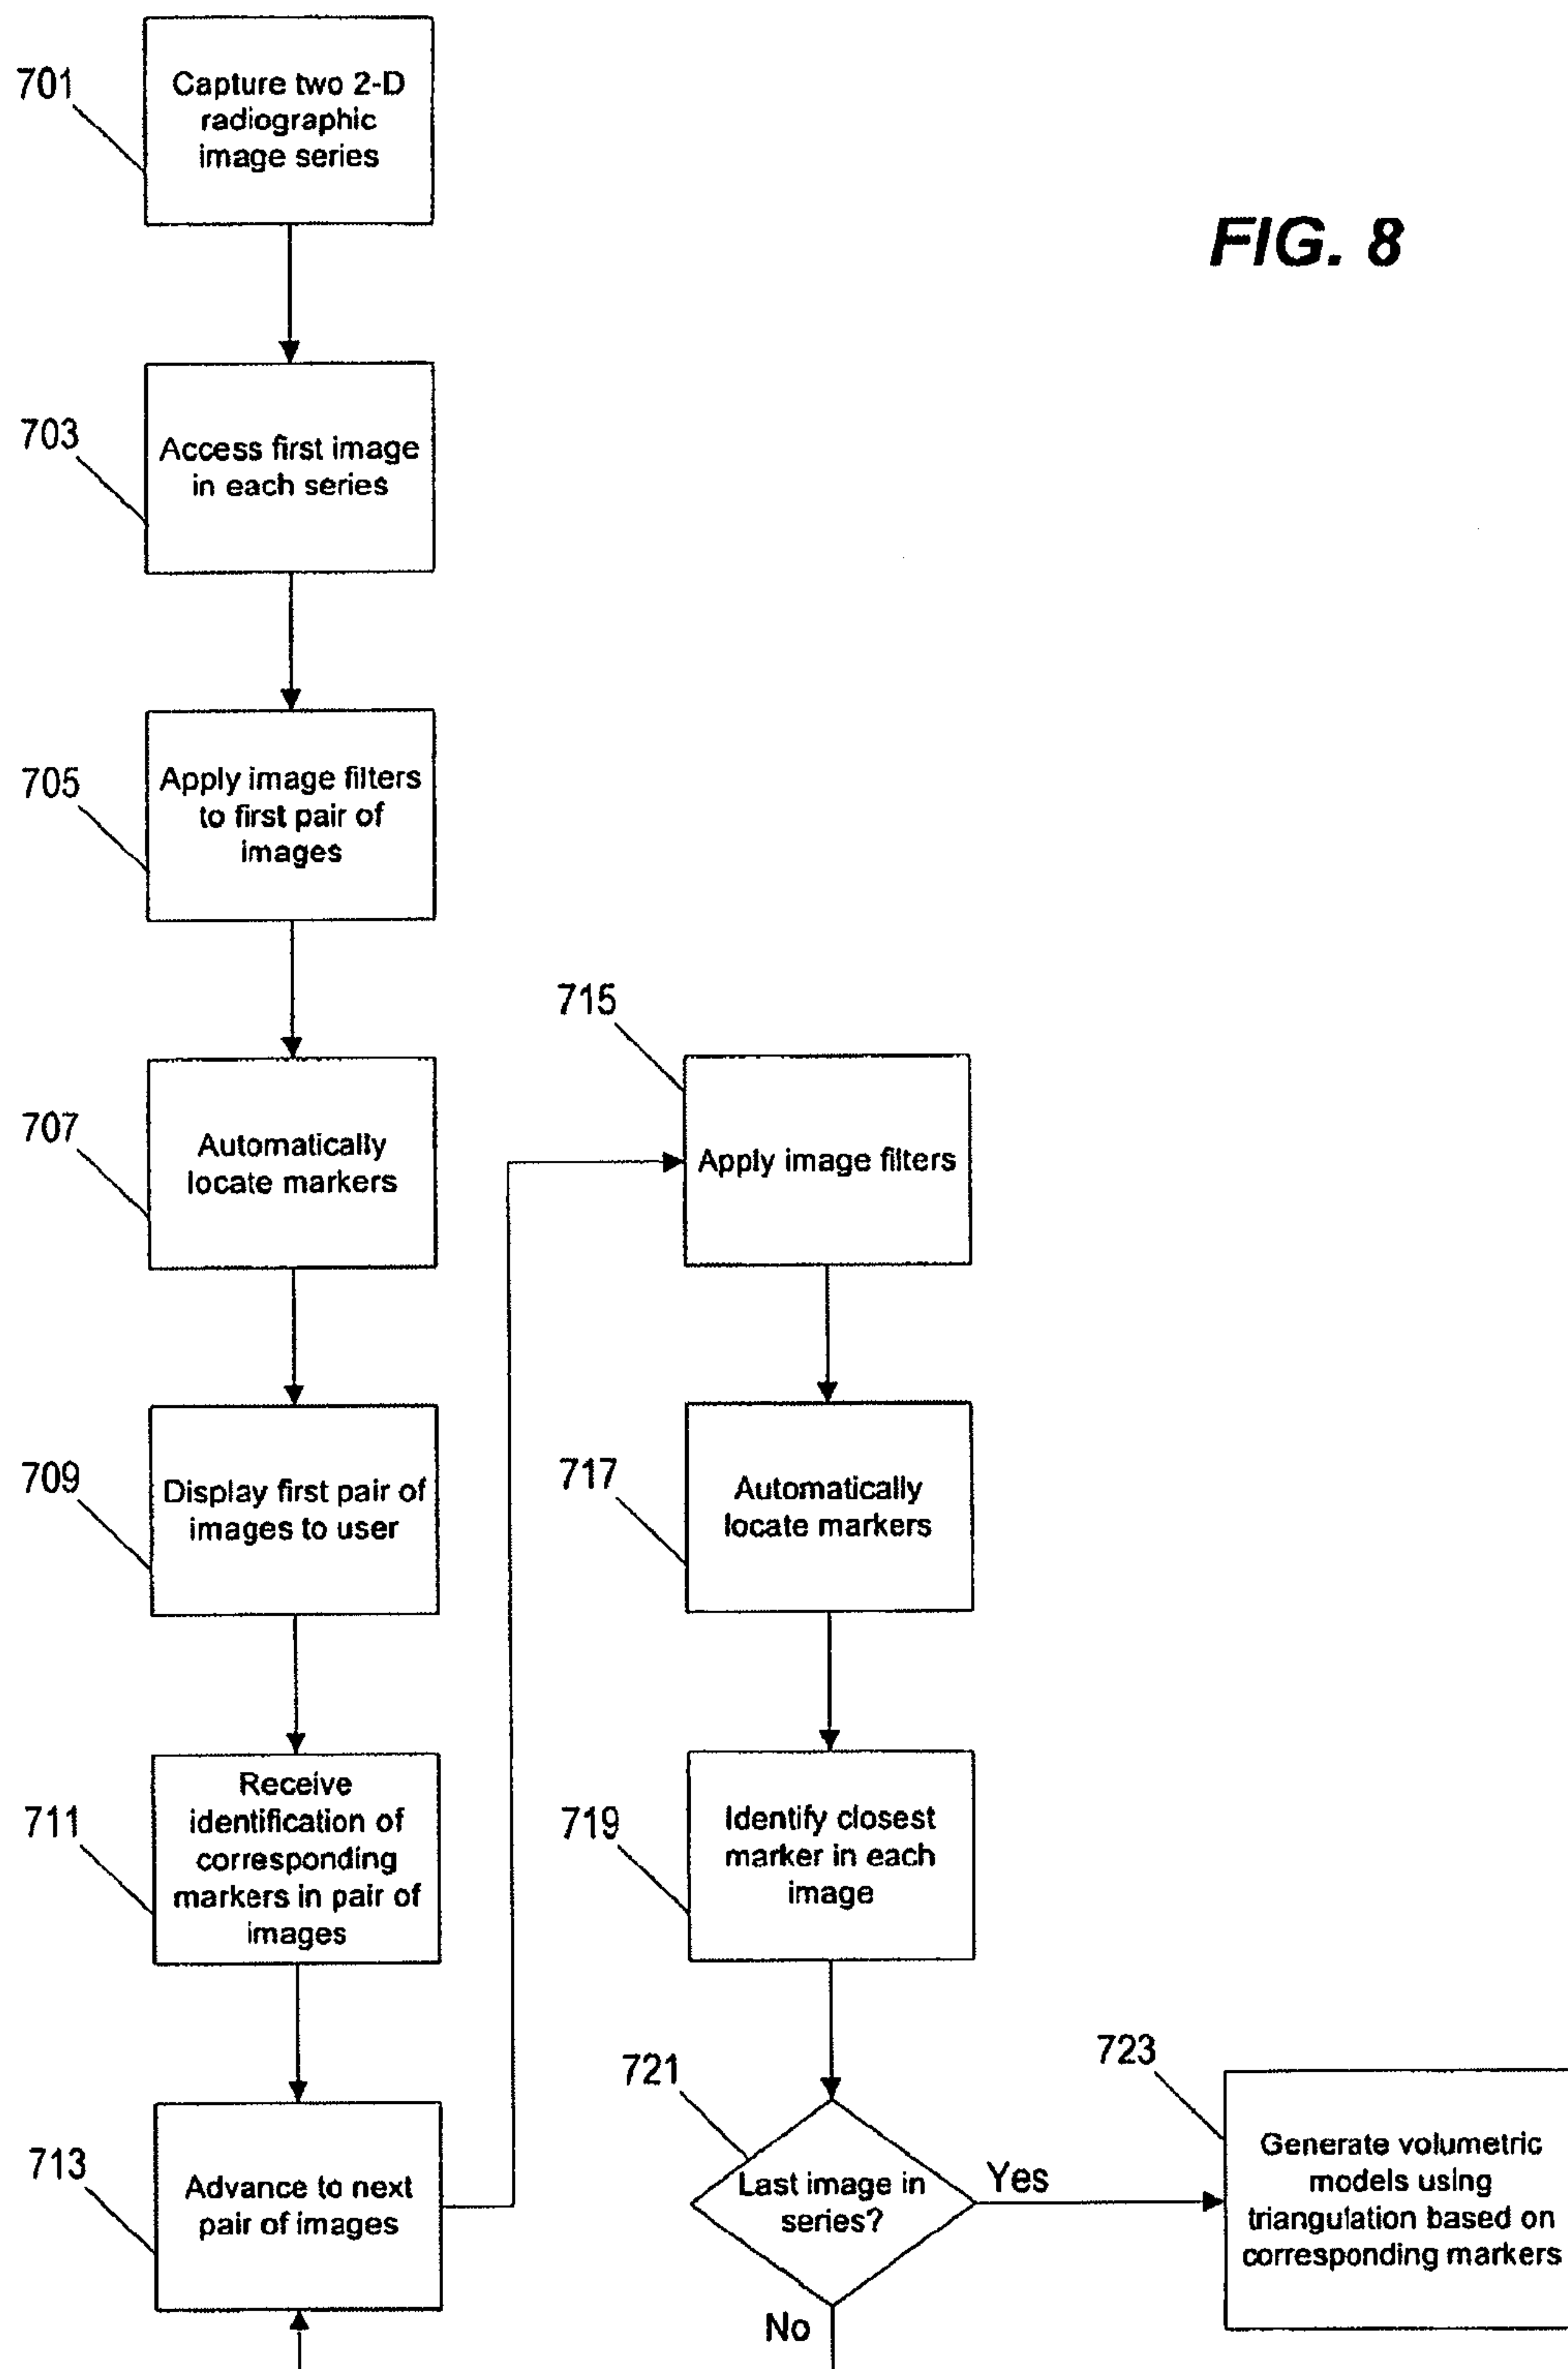 FIG. 8
701
Capture two 2-D
radiographic
image series
703
Access first image
in each series
705
Apply image filters
to first pair of
images
707
Automatically
locate markers
709
Display first pair of
images to user
711
Receive
identification of
corresponding
markers in pair of
images
713
Advance to next
pair of images
715
Apply image filters
717
Automatically
locate markers
719
Identify closest
marker in each
image
721
Last image in
series?
Yes
No
723
Generate volumetric
models using
triangulation based on
corresponding markers